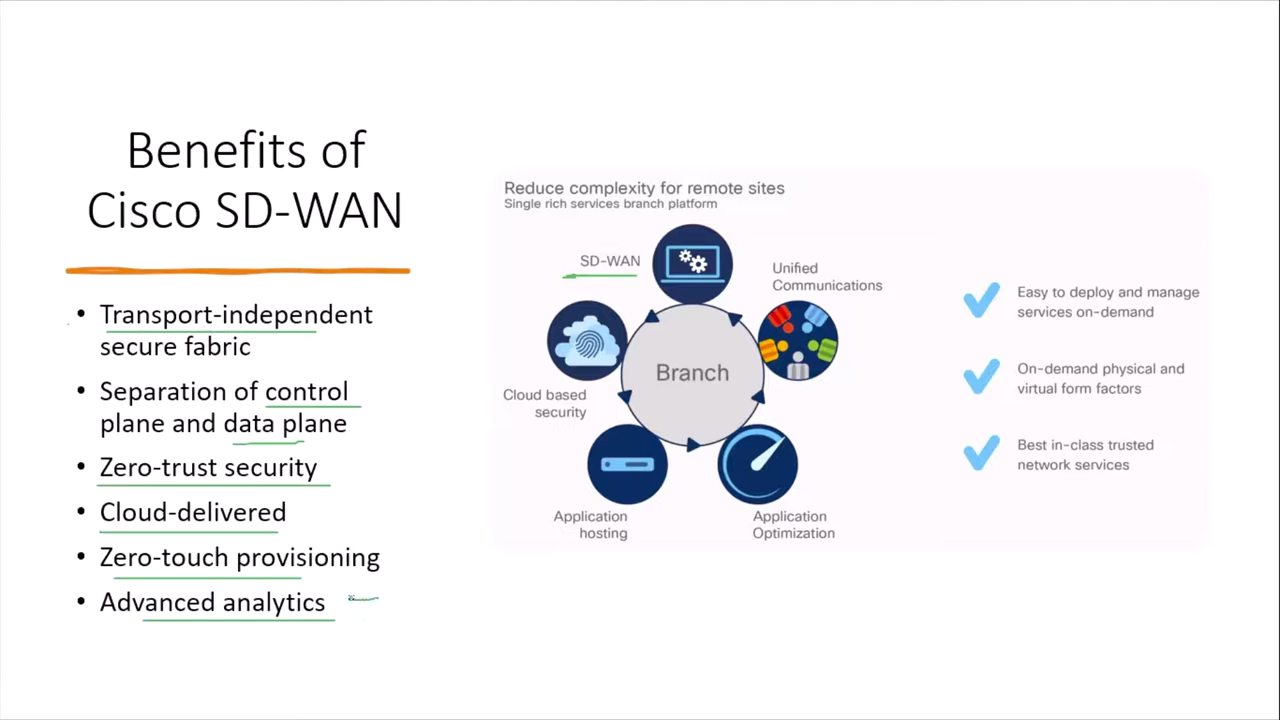 Benefits of
Cisco SD-WAN
• Transport-independent
secure fabric
• Separation of control
plane and data plane
• Zero-trust security
• Cloud-delivered
• Zero-touch provisioning
• Advanced analytics
Reduce complexity for remote sites
Single rich services branch platform
SD-WAN
Unified
Communications
Branch
Cloud based
security
Application
hosting
Application
Optimization
Easy to deploy and manage
services on-demand
On-demand physical and
virtual form factors
Best in-class trusted
network services